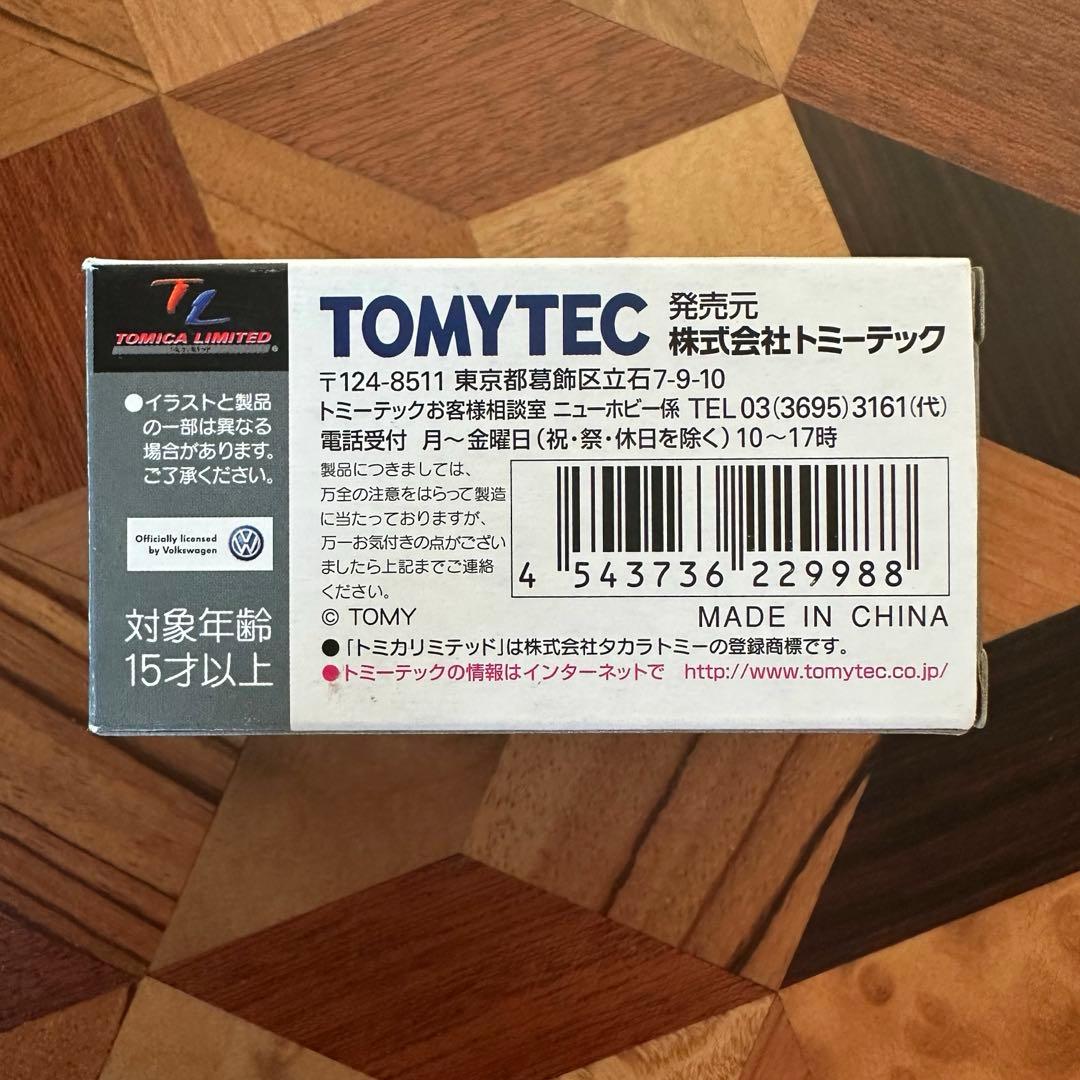 TL
TOMICA LIMITED
●イラストと製品
の一部は異なる
場合があります。
ご了承ください。
Officially licensed
by Volkswagen
対象年齢
15才以上
TOMYTEC
発売元
株式会社トミーテック
〒124-8511 東京都葛飾区立石7-9-10
トミーテックお客様相談室 ニューホビー係 TEL 03(3695)3161(代)
電話受付 月～金曜日(祝・祭・休日を除く)10～17時
製品につきましては、
万全の注意をはらって製造
に当たっておりますが、
万一お気付きの点がござい
ましたら上記までご連絡
ください。
4 543736 229988
© TOMY
MADE IN CHINA
●「トミカリミテッド」は株式会社タカラトミーの登録商標です。
●トミーテックの情報はインターネットで http://www.tomytec.co.jp/